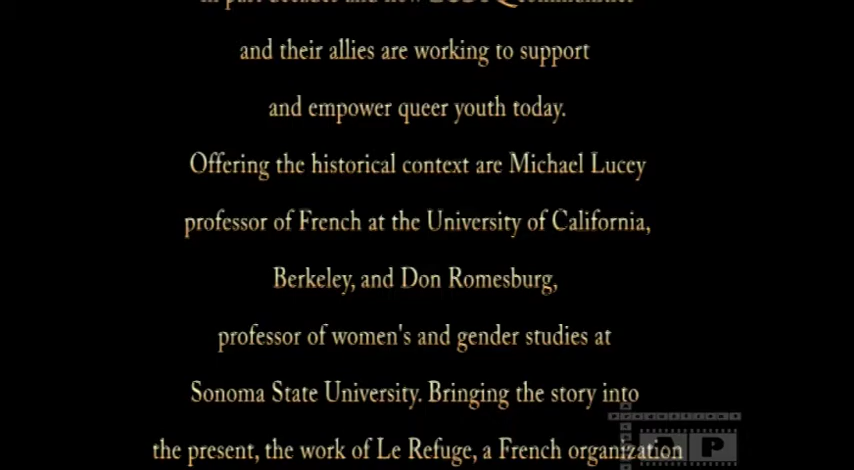 and their allies are working to support
and empower queer youth today.
Offering the historical context are Michael Lucey
professor of French at the University of California,
Berkeley, and Don Romesburg,
professor of women's and gender studies at
Sonoma State University. Bringing the story into
the present, the work of Le Refuge, a French organization
AP